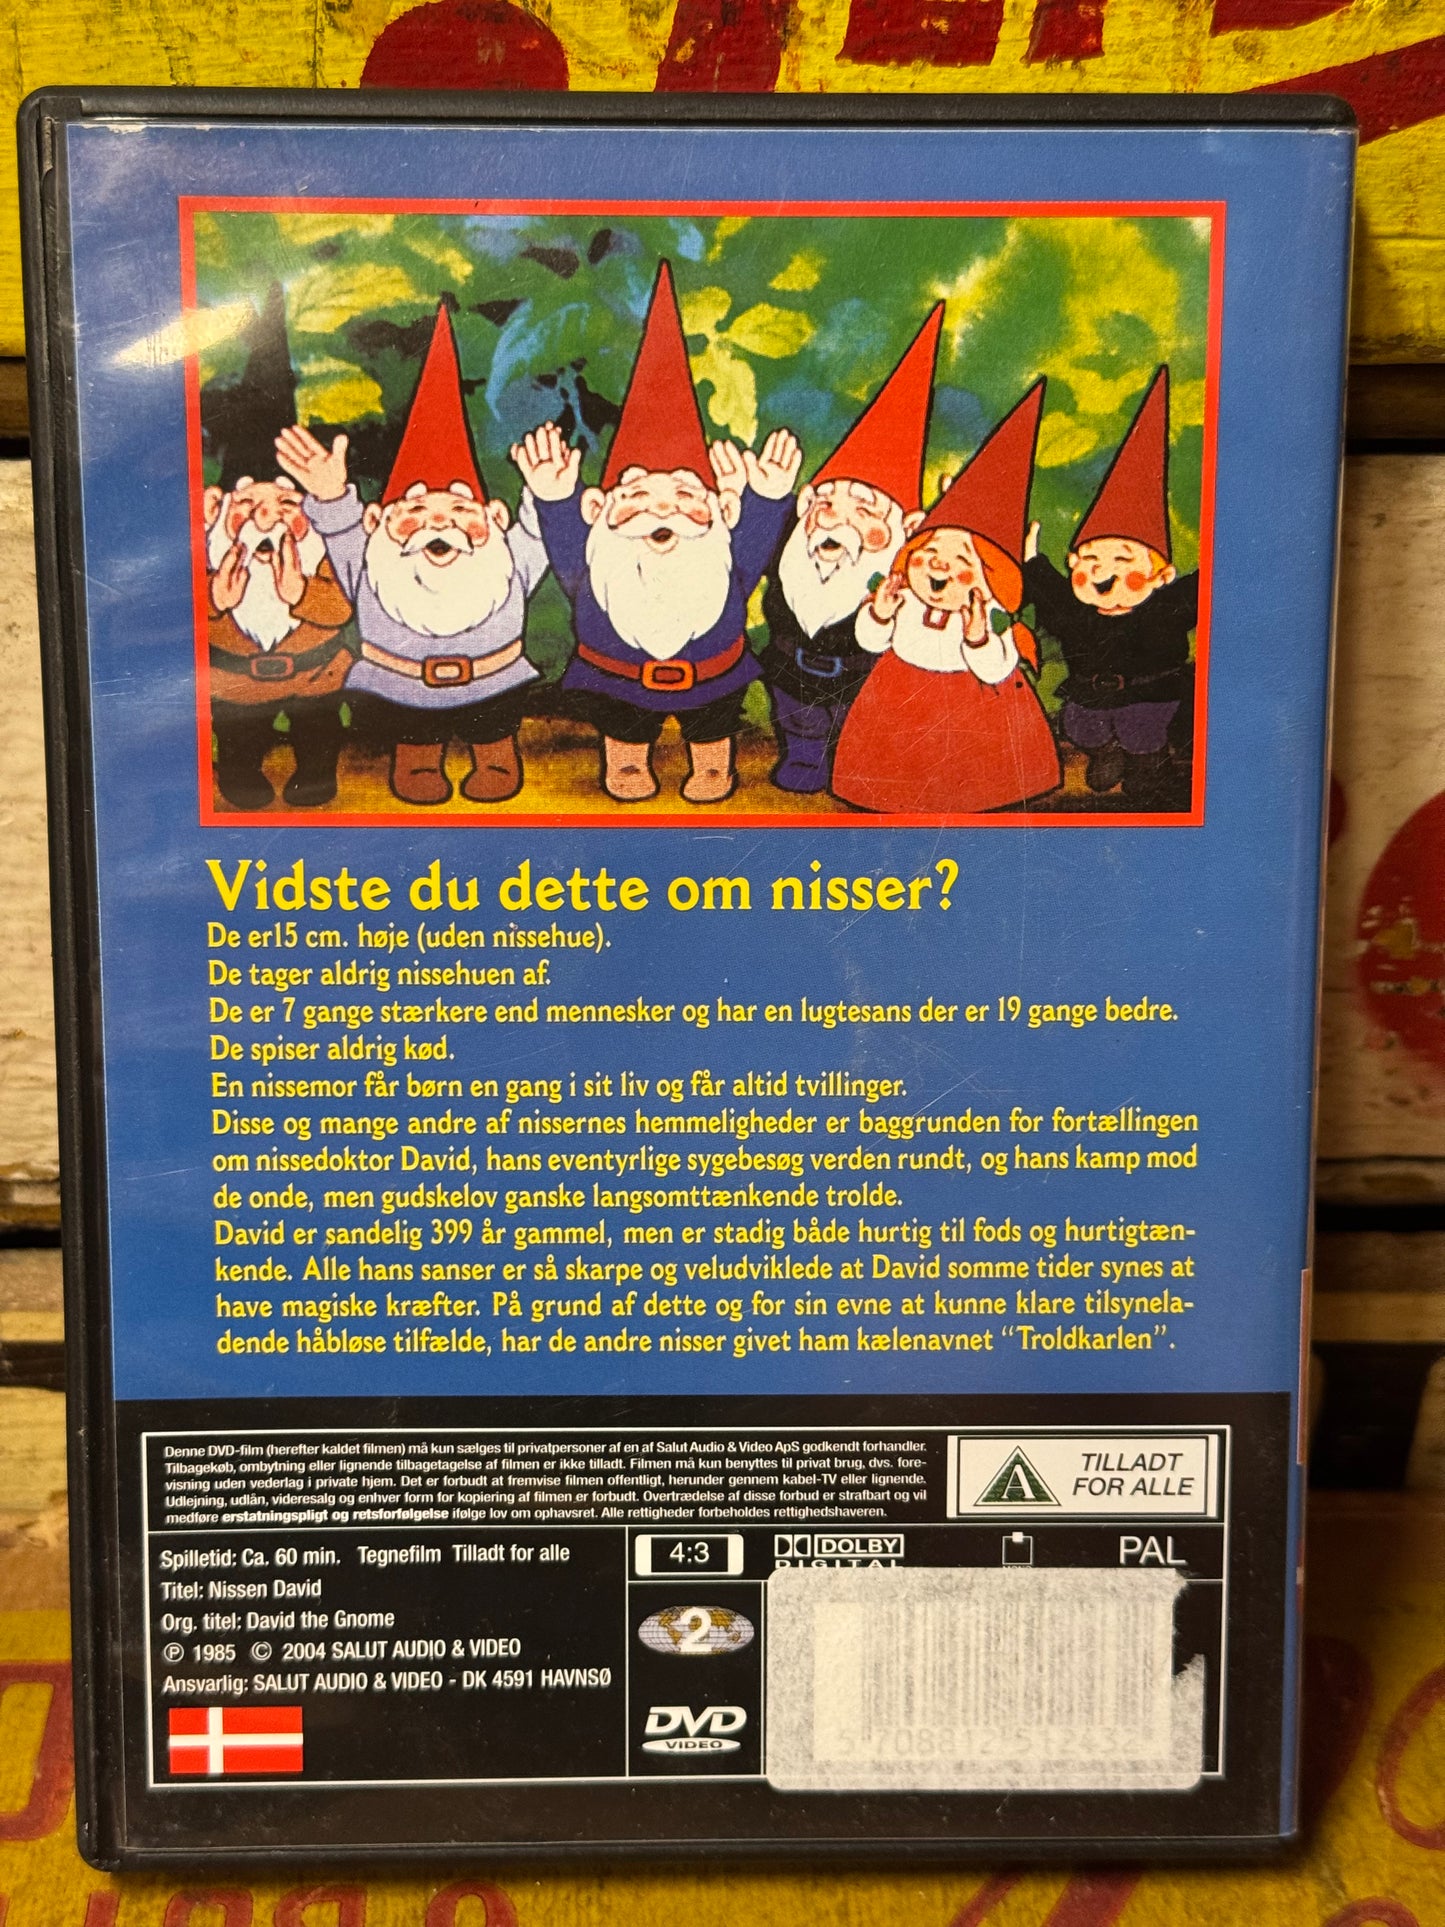 Vidste du dette om nisser?
De er15 cm. høje (uden nissehue).
De tager aldrig nissehuen af.
De er 7 gange stærkere end mennesker og har en lugtesans der er 19 gange bedre.
De spiser aldrig kød.
En nissemor får børn en gang i sit liv og får altid tvillinger.
Disse og mange andre af nissernes hemmeligheder er baggrunden for fortællingen
om nissedoktor David, hans eventyrlige sygebesøg verden rundt, og hans kamp mod
de onde, men gudskelov ganske langsomttænkende trolde.
David er sandelig 399 år gammel, men er stadig både hurtig til fods og hurtigtæn-
kende. Alle hans sanser er så skarpe og veludviklede at David somme tider synes at
have magiske kræfter. På grund af dette og for sin evne at kunne klare tilsynela-
dende håbløse tilfælde, har de andre nisser givet ham kælenavnet "Troldkarlen".
Denne DVD-film (herefter kaldet filmen) må kun sælges til privatpersoner af en af Salut Audio & Video ApS godkendt forhandler.
Tilbagekøb, ombytning eller lignende tilbagetagelse af filmen er ikke tilladt. Filmen må kun benyttes til privat brug, dvs. fore-
visning uden vederlag i private hjem. Det er forbudt at fremvise filmen offentligt, herunder gennem kabel-TV eller lignende.
Udlejning, udlån, videresalg og enhver form for kopiering af filmen er forbudt. Overtrædelse af disse forbud er strafbart og vil
medføre erstatningspligt og retsforfølgelse ifølge lov om ophavsret. Alle rettigheder forbeholdes rettighedshaveren.
A TILLADT
FOR ALLE
Spilletid: Ca. 60 min. Tegnefilm Tilladt for alle
Titel: Nissen David
Org. titel: David the Gnome
℗ 1985 © 2004 SALUT AUDIO & VIDEO
Ansvarlig: SALUT AUDIO & VIDEO - DK 4591 HAVNSØ
4:3
DOLBY
DIGITAL
PAL
2
DVD
VIDEO